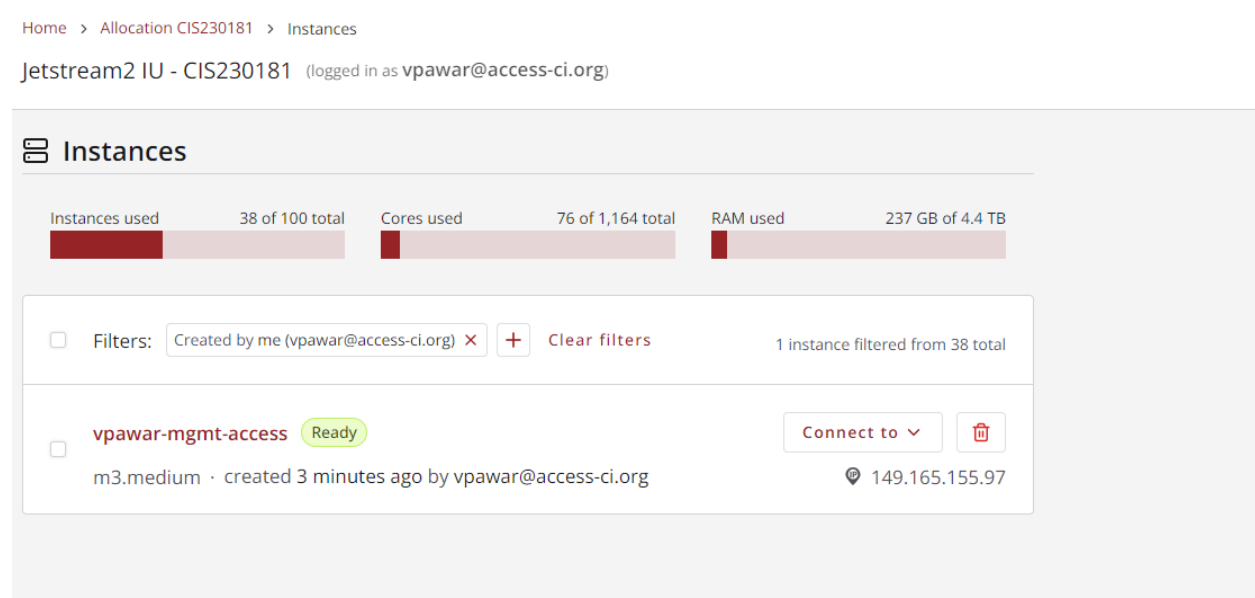 Home > Allocation CIS230181 > Instances
Jetstream2 IU - CIS230181 (logged in as vpawar@access-ci.org)
Instances
Instances used 38 of 100 total Cores used 76 of 1,164 total RAM used 237 GB of 4.4 TB
Filters: Created by me (vpawar@access-ci.org) × + Clear filters 1 instance filtered from 38 total
vpawar-mgmt-access Ready Connect to
m3.medium · created 3 minutes ago by vpawar@access-ci.org IP 149.165.155.97